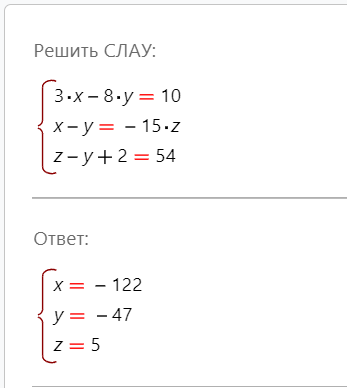 Решить СЛАУ:
3·x – 8·y = 10
x – y = – 15·z
z – y + 2 = 54
Ответ:
x = – 122
y = – 47
z = 5